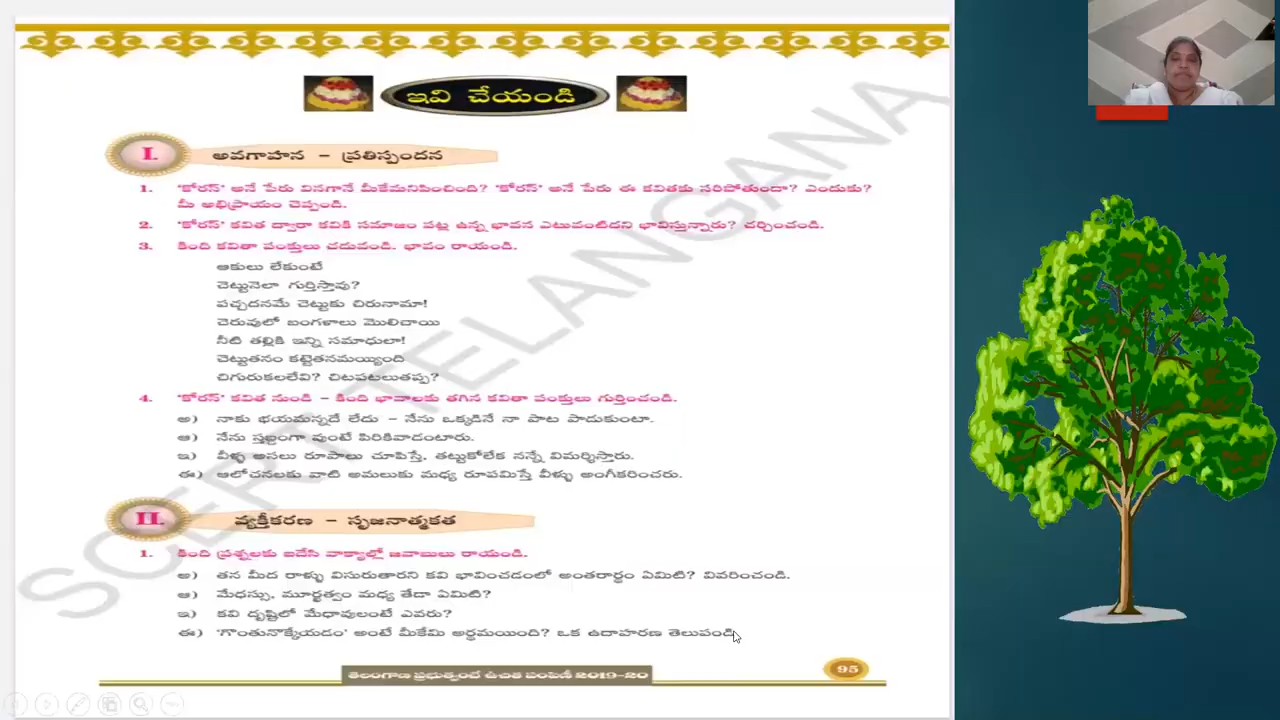 ఇవి చేయండి
I. అవగాహన - ప్రతిస్పందన
1. 'కోరస్' అనే పేరు వినగానే మీకేమనిపించింది? 'కోరస్' అనే పేరు ఈ కవితకు సరిపోతుందా? ఎందుకు?
మీ అభిప్రాయం చెప్పండి.
2. 'కోరస్' కవిత ద్వారా కవికి సమాజం పట్ల ఉన్న భావన ఎటువంటిదని భావిస్తున్నారు? చర్చించండి.
3. కింది కవితా పంక్తులు చదువండి. భావం రాయండి.
ఆకులు లేకుంటే
చెట్టునెలా గుర్తిస్తావు?
పచ్చదనమే చెట్టుకు చిరునామా!
చెరువులో బంగళాలు మొలిచాయి
నీటి తల్లికి ఇన్ని సమాధులా!
చెట్టుతనం కట్టెతనమయ్యింది
చిగురుకలలేవి? చిటపటలుతప్ప?
4. 'కోరస్' కవిత నుండి - కింది భావాలకు తగిన కవితా పంక్తులు గుర్తించండి.
అ) నాకు భయమన్నదే లేదు - నేను ఒక్కడినే నా పాట పాడుకుంటా.
ఆ) నేను స్తబ్దంగా వుంటే పిరికివాడంటారు.
ఇ) వీళ్ళ అసలు రూపాలు చూపిస్తే, తట్టుకోలేక నన్నే విమర్శిస్తారు.
ఈ) ఆలోచనలకు వాటి అమలుకు మధ్య రూపమిస్తే వీళ్ళు అంగీకరించరు.
II. వ్యక్తీకరణ - సృజనాత్మకత
1. కింది ప్రశ్నలకు ఐదేసి వాక్యాల్లో జవాబులు రాయండి.
అ) తన మీద రాళ్ళు విసురుతారని కవి భావించడంలో అంతరార్థం ఏమిటి? వివరించండి.
ఆ) మేధస్సు, మూర్ఖత్వం మధ్య తేడా ఏమిటి?
ఇ) కవి దృష్టిలో మేధావులంటే ఎవరు?
ఈ) 'గొంతునొక్కేయడం' అంటే మీకేమి అర్థమయింది? ఒక ఉదాహరణ తెలుపండి.
తెలంగాణ ప్రభుత్వంచే ఉచిత పంపిణీ 2019-20
95
SCERT TELANGANA